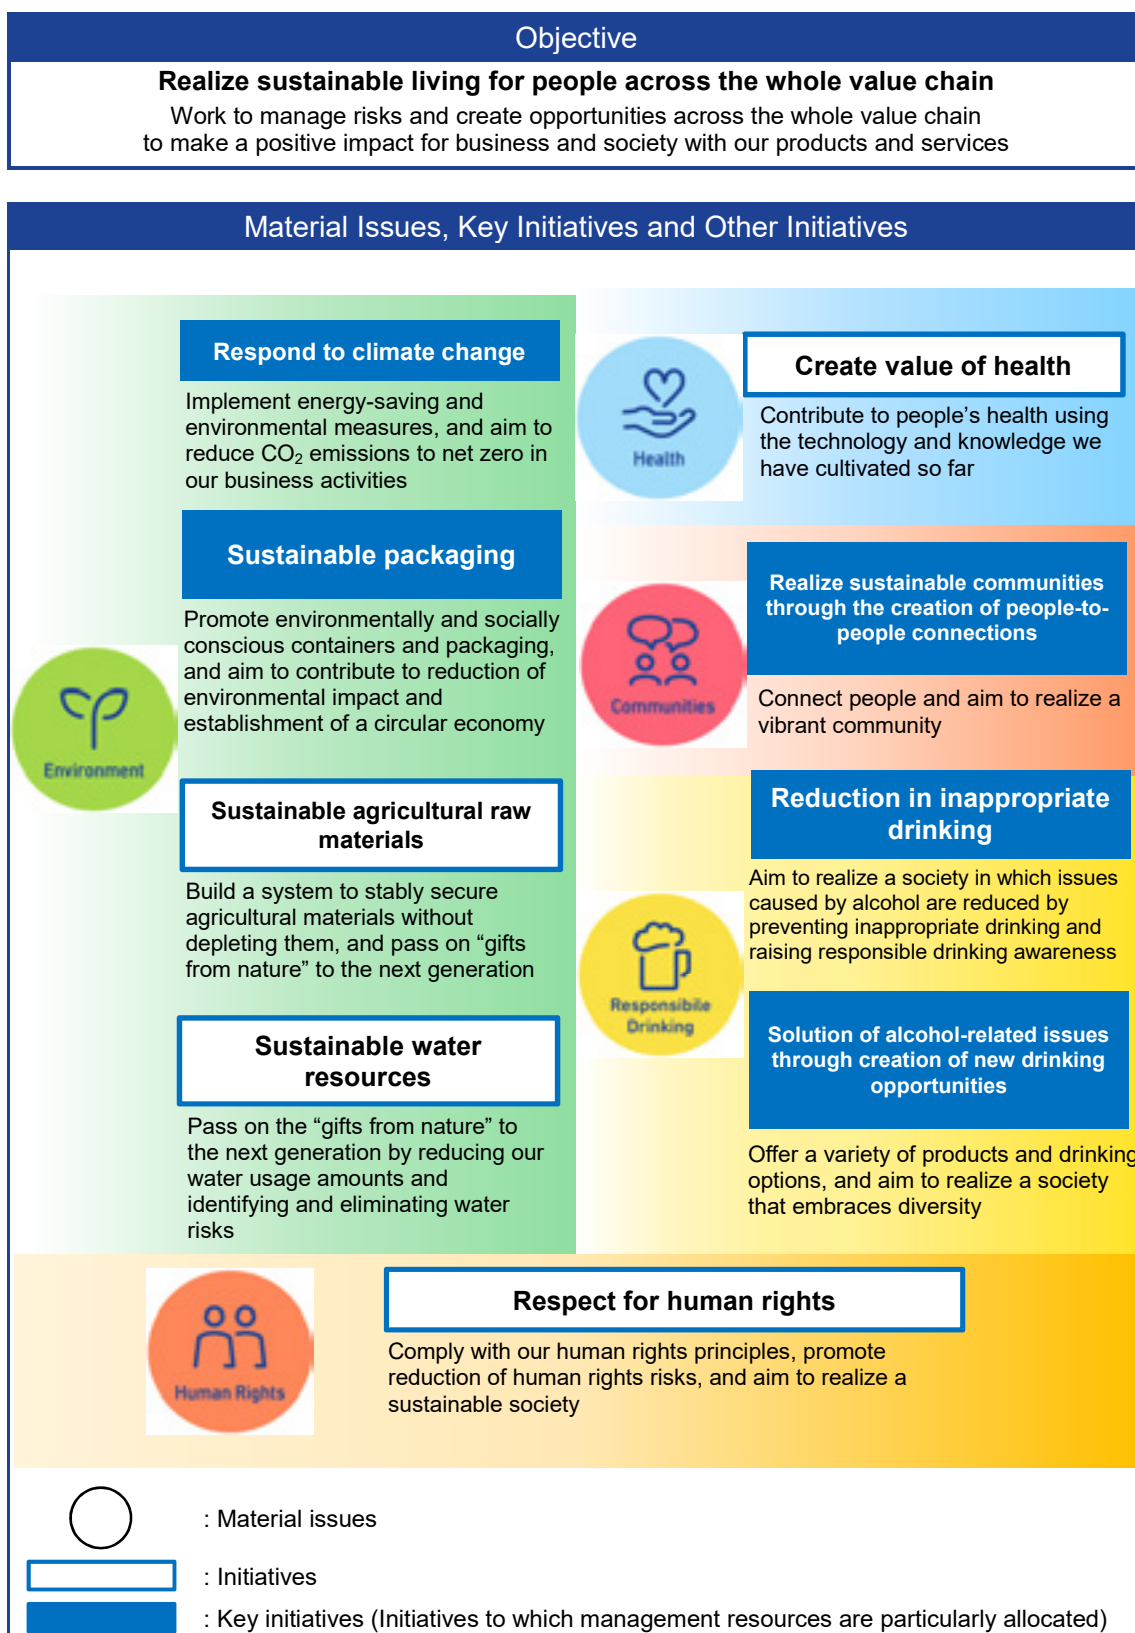 Objective
Realize sustainable living for people across the whole value chain
Work to manage risks and create opportunities across the whole value chain
to make a positive impact for business and society with our products and services
Material Issues, Key Initiatives and Other Initiatives
Environment
Respond to climate change
Implement energy-saving and
environmental measures, and aim to
reduce CO₂ emissions to net zero in
our business activities
Sustainable packaging
Promote environmentally and socially
conscious containers and packaging,
and aim to contribute to reduction of
environmental impact and
establishment of a circular economy
Sustainable agricultural raw
materials
Build a system to stably secure
agricultural materials without
depleting them, and pass on “gifts
from nature” to the next generation
Sustainable water
resources
Pass on the “gifts from nature” to
the next generation by reducing our
water usage amounts and
identifying and eliminating water
risks
Health
Create value of health
Contribute to people’s health using
the technology and knowledge we
have cultivated so far
Communities
Realize sustainable communities
through the creation of people-to-
people connections
Connect people and aim to realize a
vibrant community
Responsibile
Drinking
Reduction in inappropriate
drinking
Aim to realize a society in which issues
caused by alcohol are reduced by
preventing inappropriate drinking and
raising responsible drinking awareness
Solution of alcohol-related issues
through creation of new drinking
opportunities
Offer a variety of products and drinking
options, and aim to realize a society
that embraces diversity
Human Rights
Respect for human rights
Comply with our human rights principles, promote
reduction of human rights risks, and aim to realize a
sustainable society
: Material issues
: Initiatives
: Key initiatives (Initiatives to which management resources are particularly allocated)